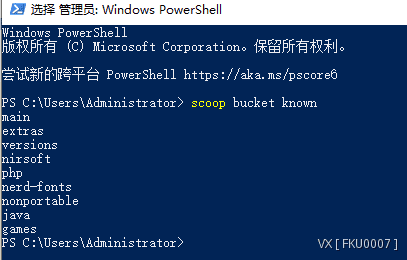 选择 管理员: Windows PowerShell
Windows PowerShell
版权所有 (C) Microsoft Corporation。保留所有权利。
尝试新的跨平台 PowerShell https://aka.ms/pscore6
PS C:\Users\Administrator> scoop bucket known
main
extras
versions
nirsoft
php
nerd-fonts
nonportable
java
games
PS C:\Users\Administrator>
VX [ FKU0007 ]